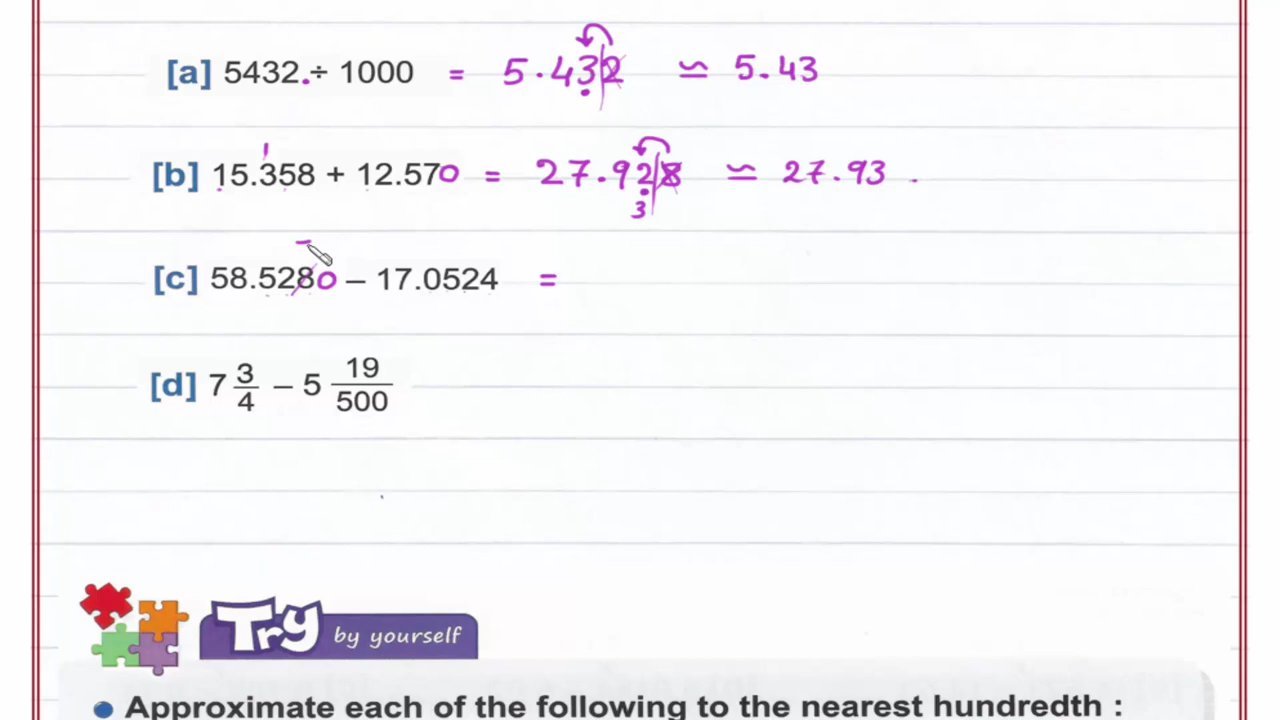 [a] 5432. ÷ 1000 = 5.432 ≃ 5.43
1
[b] 15.358 + 12.570 = 27.928 ≃ 27.93 .
3
[c] 58.5280 – 17.0524 =
[d] 7 3/4 – 5 19/500
Try by yourself
Approximate each of the following to the nearest hundredth :